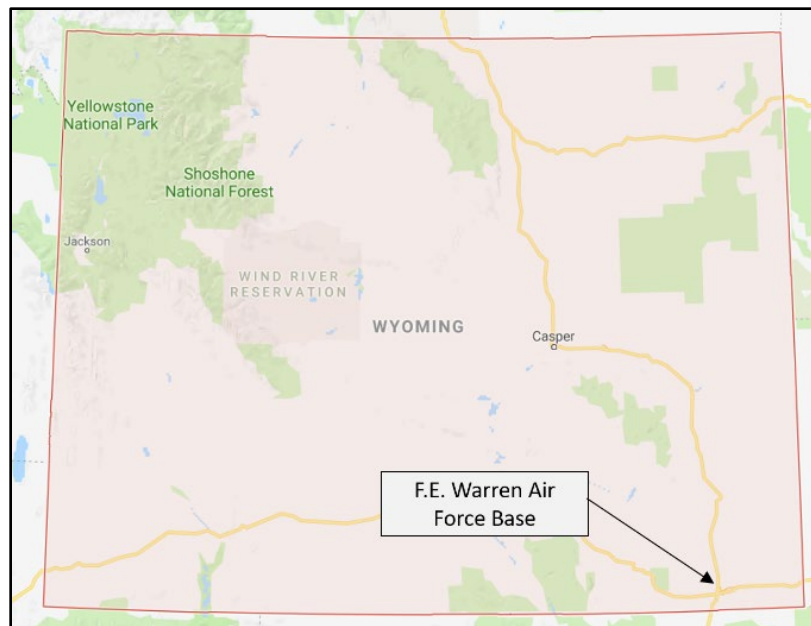 Yellowstone
National Park
Shoshone
National Forest
Jackson
WIND RIVER
RESERVATION
WYOMING
Casper
F.E. Warren Air
Force Base